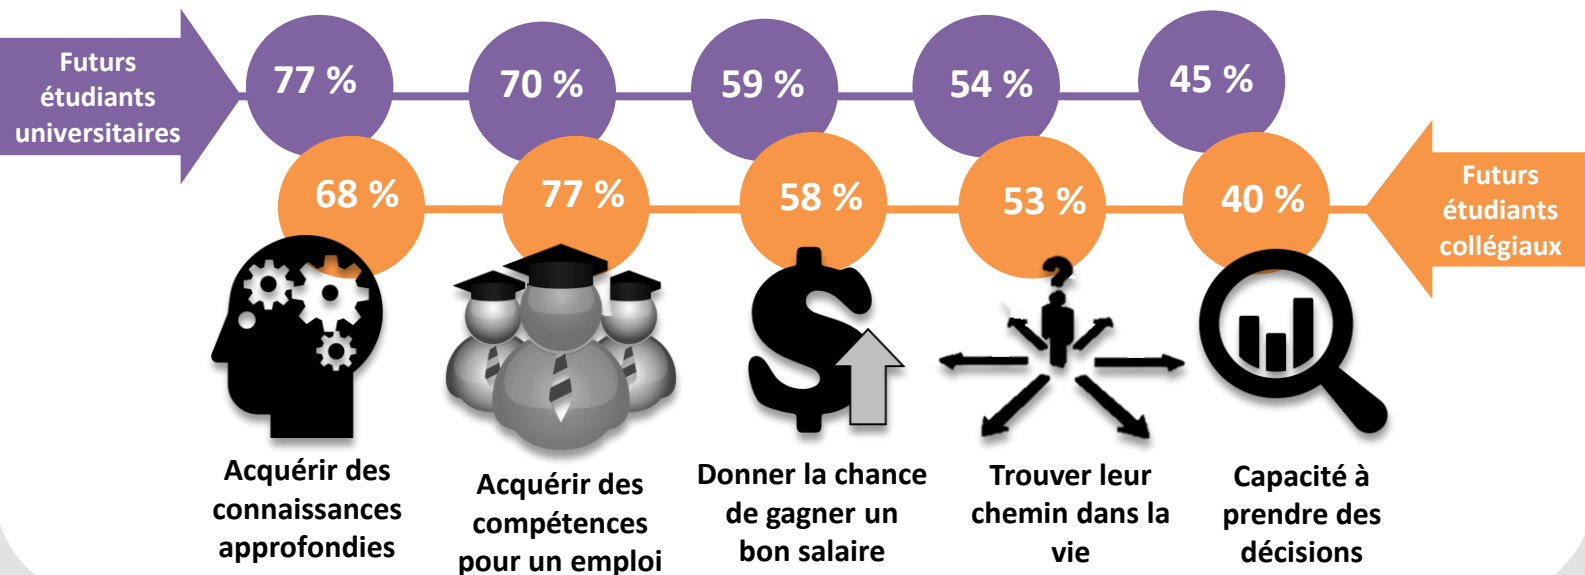 Futurs
étudiants
universitaires
77 %
70 %
59 %
54 %
45 %
68 %
77 %
58 %
53 %
40 %
Futurs
étudiants
collégiaux
Acquérir des
connaissances
approfondies
Acquérir des
compétences
pour un emploi
Donner la chance
de gagner un
bon salaire
Trouver leur
chemin dans la
vie
Capacité à
prendre des
décisions